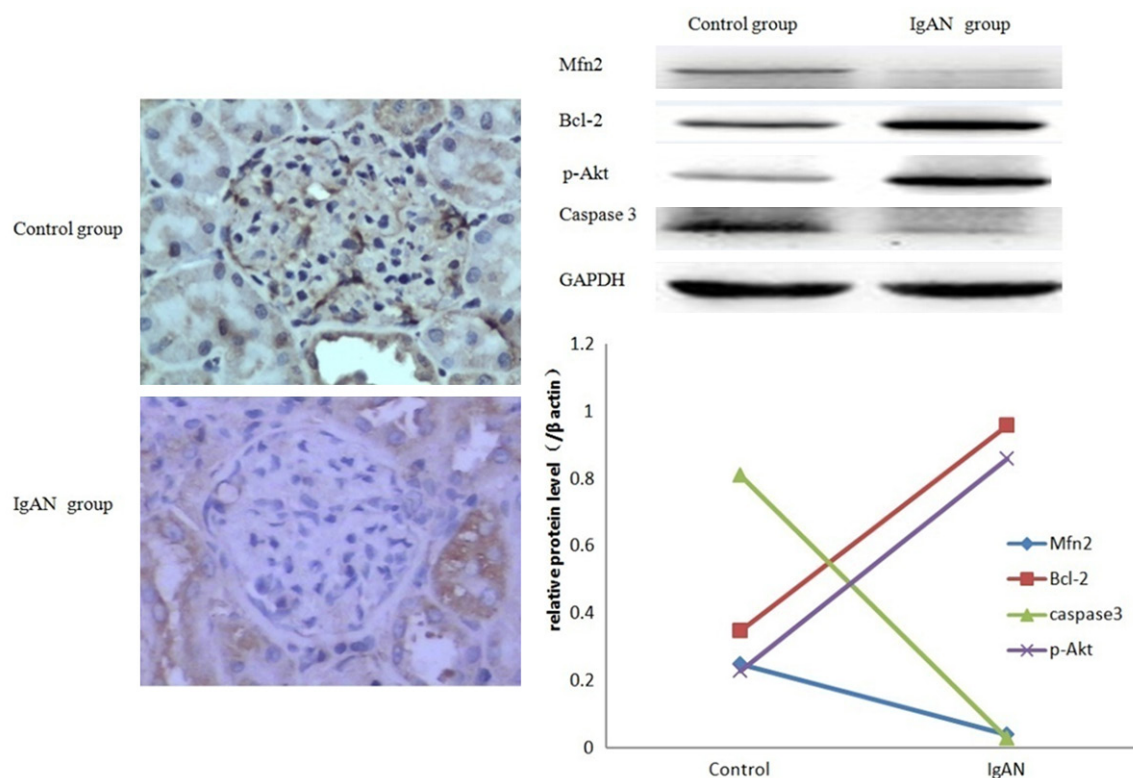 Control group
IgAN group
Control group IgAN group
Mfn2
Bcl-2
p-Akt
Caspase 3
GAPDH
relative protein level (/β actin)
1.2
1
0.8
0.6
0.4
0.2
0
Control IgAN
Mfn2
Bcl-2
caspase3
p-Akt